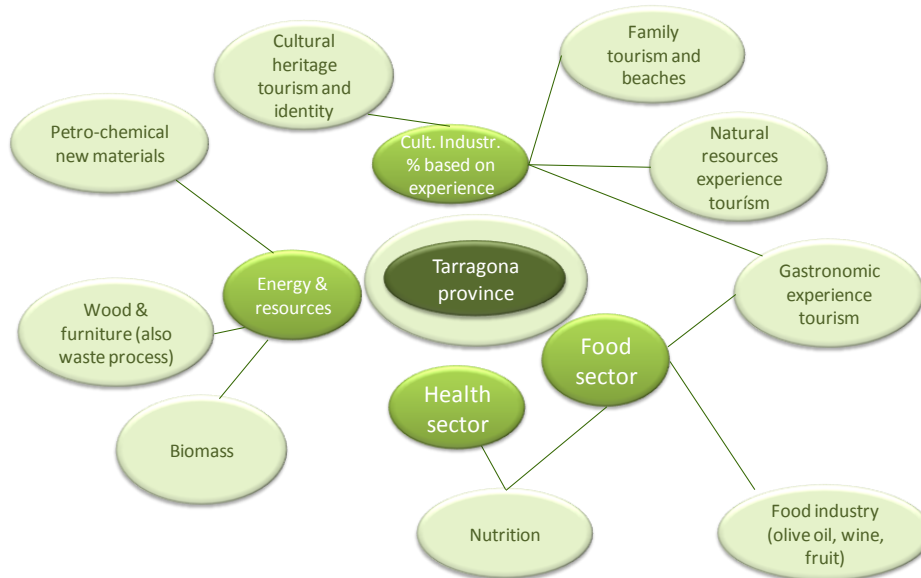 Cultural
heritage
tourism and
identity
Family
tourism and
beaches
Petro-chemical
new materials
Cult. Industr.
% based on
experience
Natural
resources
experience
tourísm
Tarragona
province
Energy &
resources
Gastronomic
experience
tourism
Wood &
furniture (also
waste process)
Food
sector
Health
sector
Biomass
Nutrition
Food industry
(olive oil, wine,
fruit)